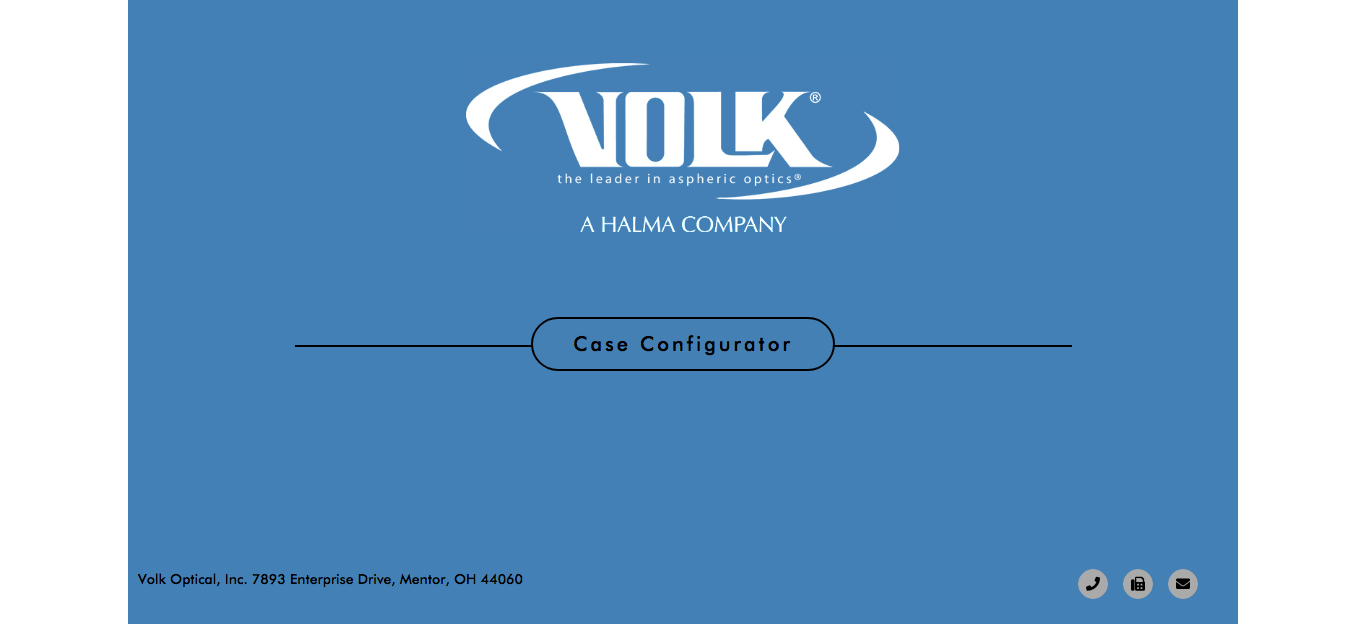 VOLK®
the leader in aspheric optics®
A HALMA COMPANY
Case Configurator
Volk Optical, Inc. 7893 Enterprise Drive, Mentor, OH 44060